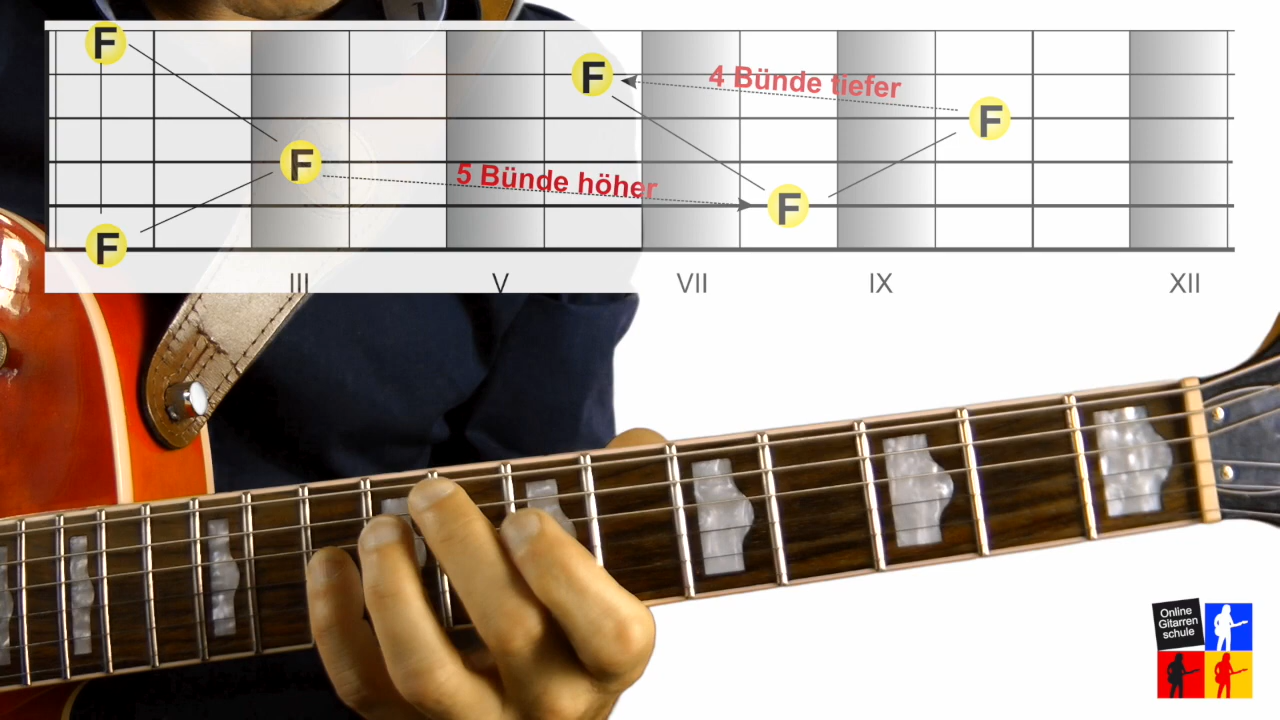 F
F
4 Bünde tiefer
F
F
5 Bünde höher
F
F
III
V
VII
IX
XII
Online
Gitarren
schule